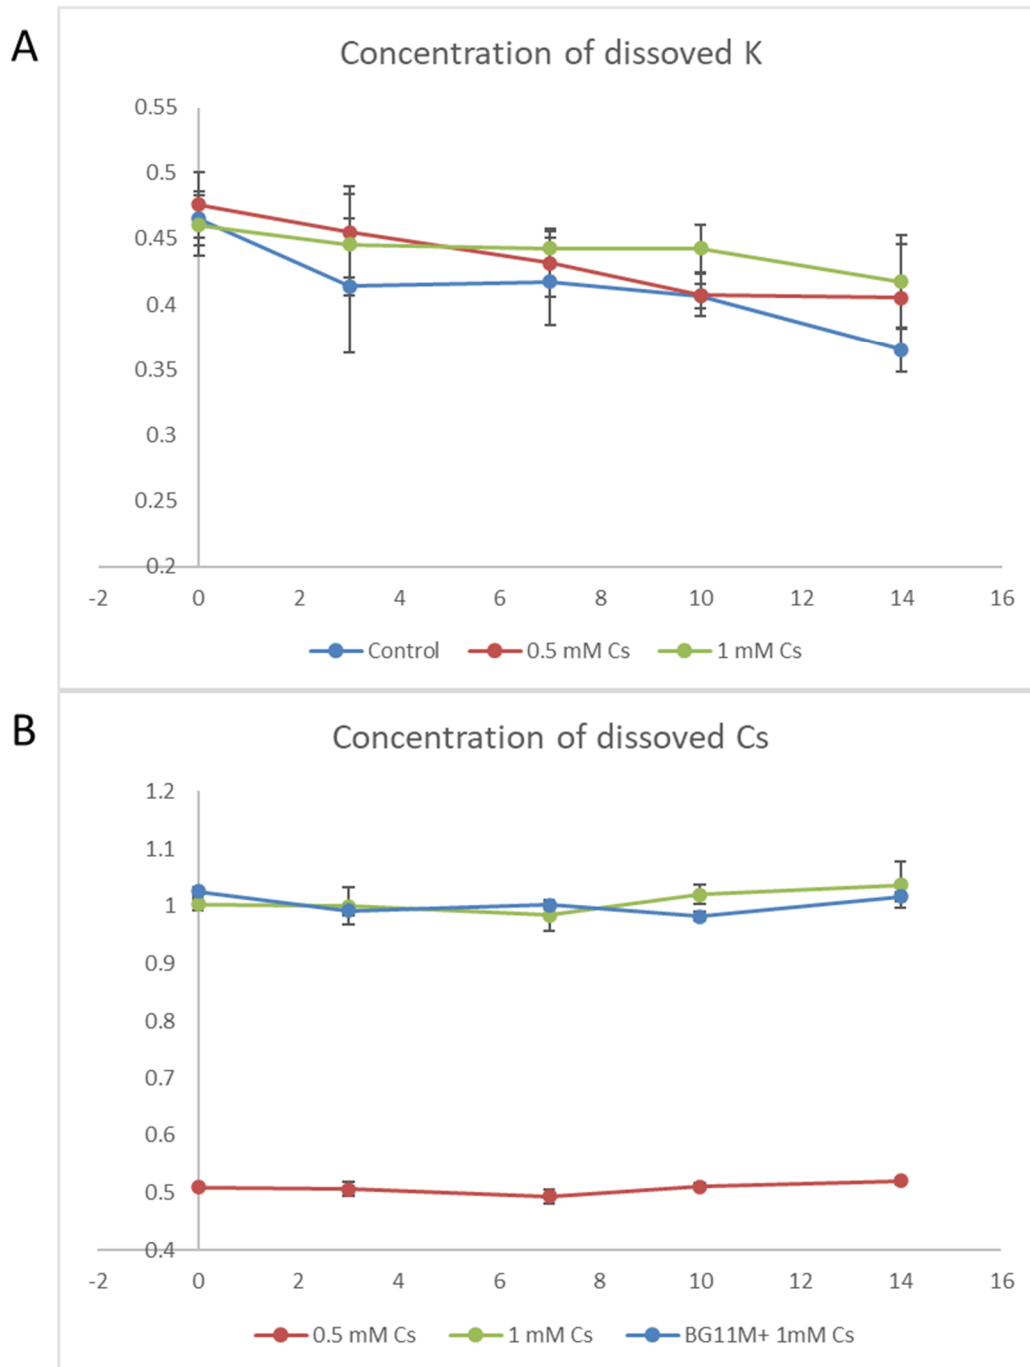 A
Concentration of dissoved K
0.55
0.5
0.45
0.4
0.35
0.3
0.25
0.2
-2 0 2 4 6 8 10 12 14 16
Control 0.5 mM Cs 1 mM Cs
B
Concentration of dissoved Cs
1.2
1.1
1
0.9
0.8
0.7
0.6
0.5
0.4
-2 0 2 4 6 8 10 12 14 16
0.5 mM Cs 1 mM Cs BG11M+ 1mM Cs